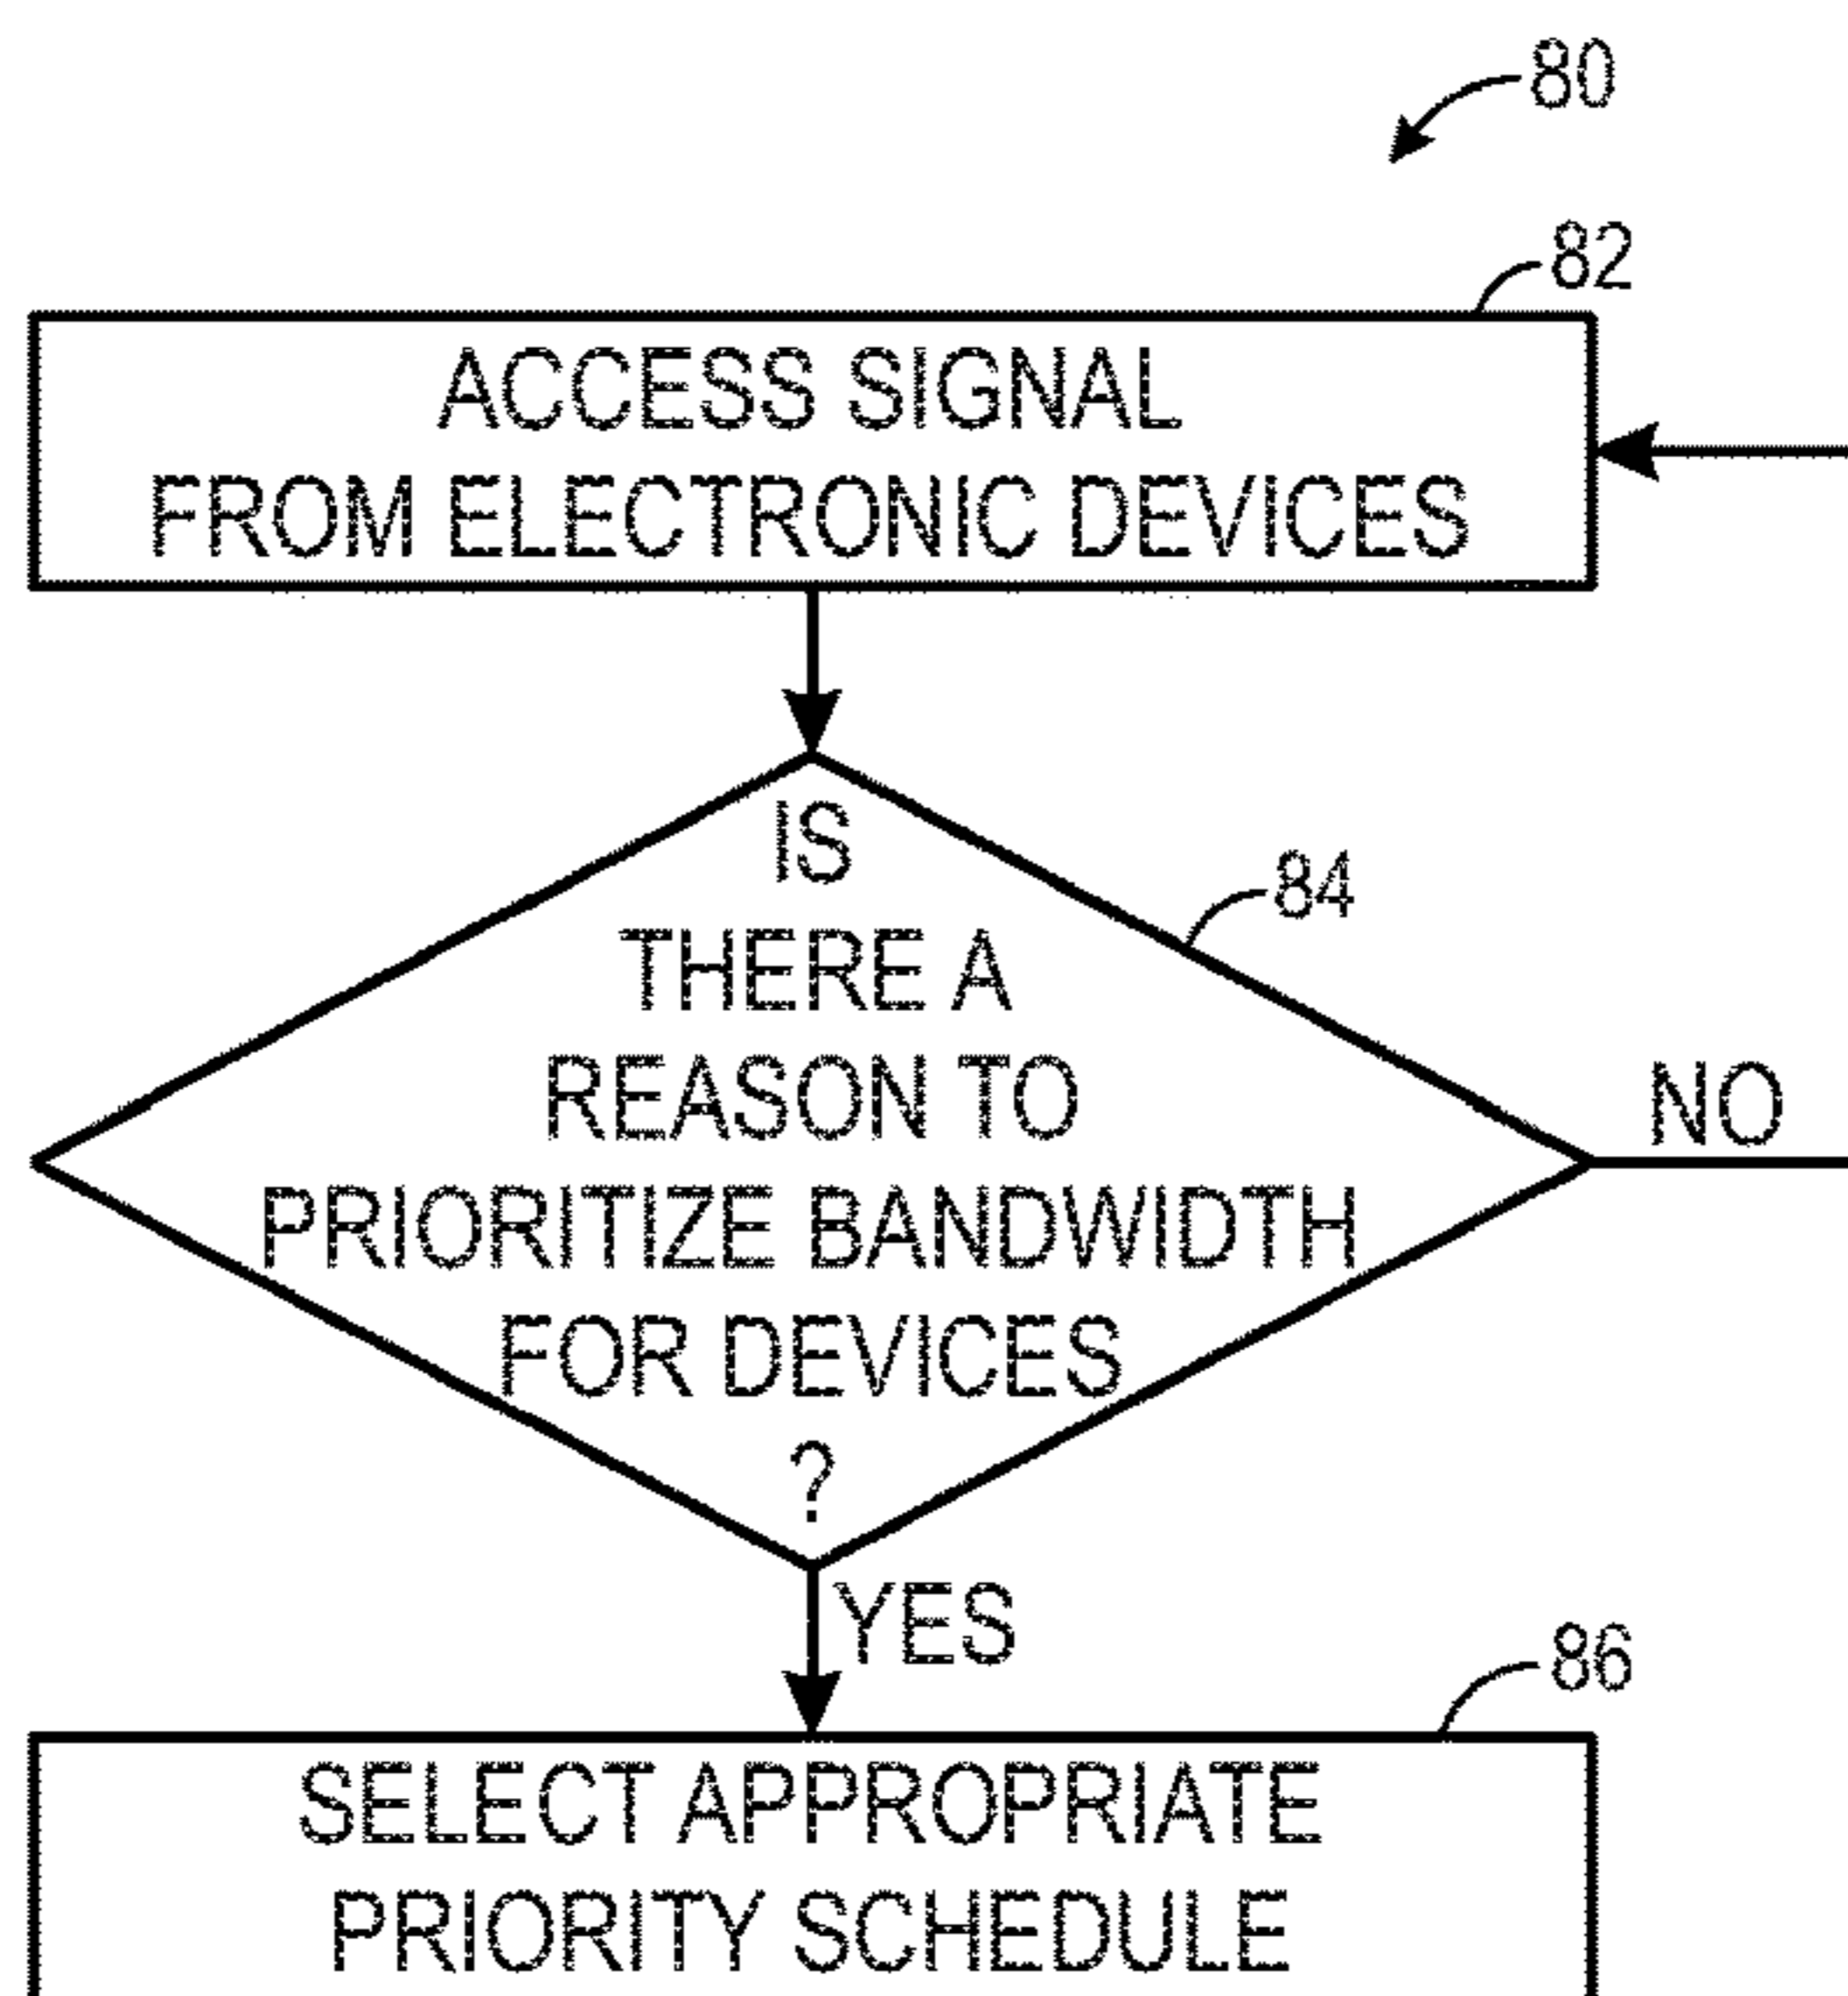 80
82
ACCESS SIGNAL
FROM ELECTRONIC DEVICES
IS
84
THERE A
REASON TO
NO
PRIORITIZE BANDWIDTH
FOR DEVICES
?
YES
86
SELECT APPROPRIATE
PRIORITY SCHEDULE